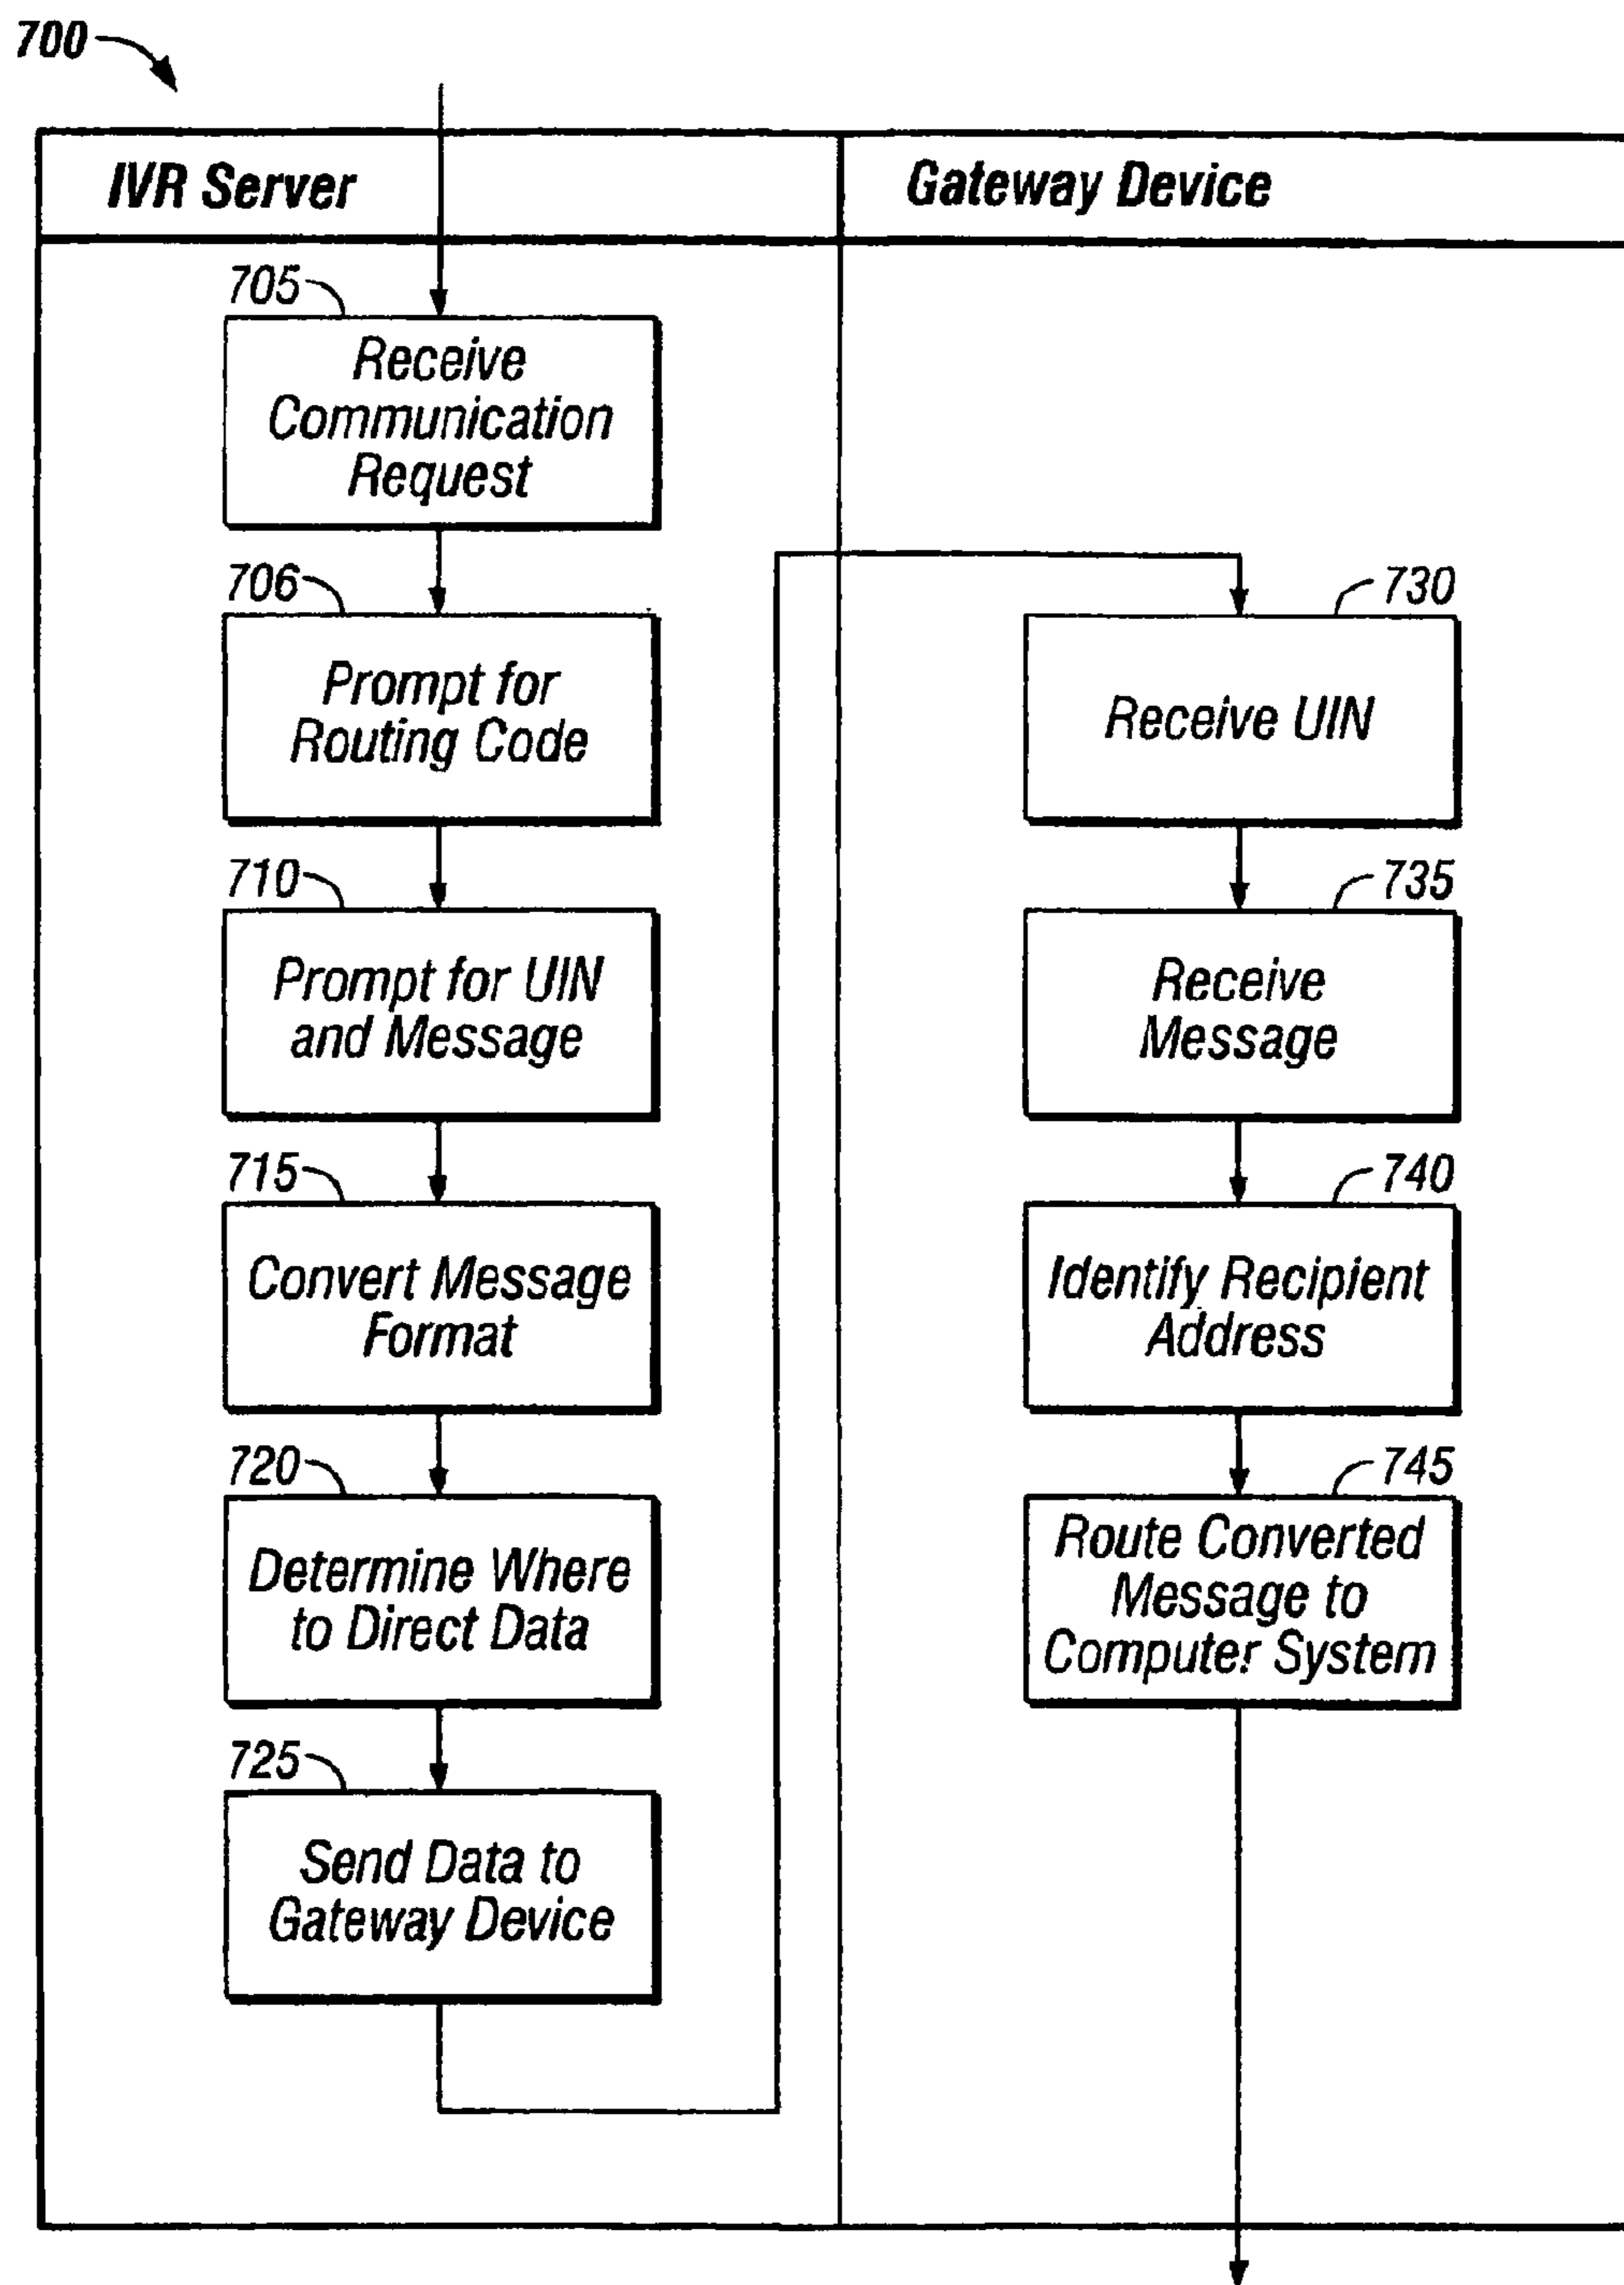 700
IVR Server
Gateway Device
705
Receive
Communication
Request
706
Prompt for
Routing Code
710
Prompt for UIN
and Message
715
Convert Message
Format
720
Determine Where
to Direct Data
725
Send Data to
Gateway Device
730
Receive UIN
735
Receive
Message
740
Identify Recipient
Address
745
Route Converted
Message to
Computer System